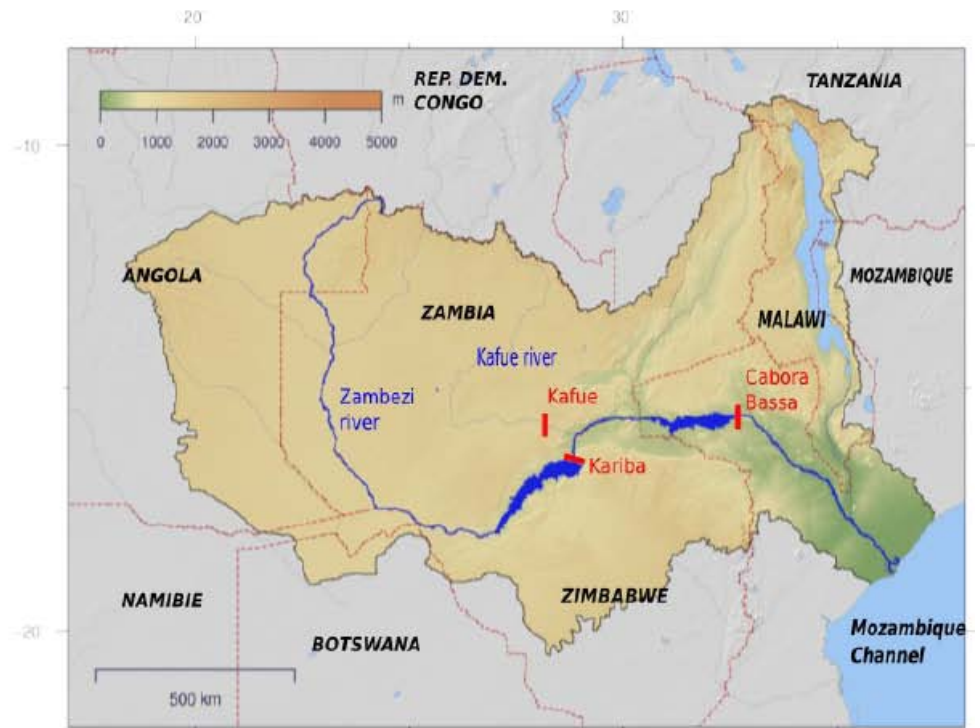 20 30
REP. DEM.
CONGO
TANZANIA
m
0 1000 2000 3000 4000 5000
-10
ANGOLA
MOZAMBIQUE
ZAMBIA
MALAWI
Kafue river
Zambezi
river
Kafue
Cabora
Bassa
Kariba
NAMIBIE
ZIMBABWE
BOTSWANA
-20
Mozambique
Channel
500 km